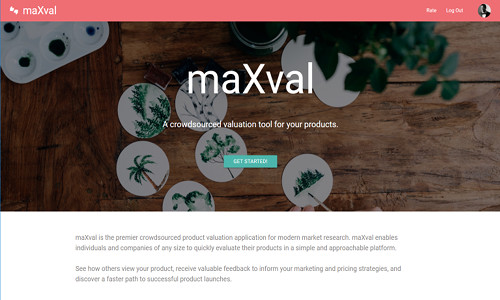 maXval
Rate Log Out
maXval
A crowdsourced valuation tool for your products.
GET STARTED!
maXval is the premier crowdsourced product valuation application for modern market research. maXval enables
individuals and companies of any size to quickly evaluate their products in a simple and approachable platform.
See how others view your product, receive valuable feedback to inform your marketing and pricing strategies, and
discover a faster path to successful product launches.